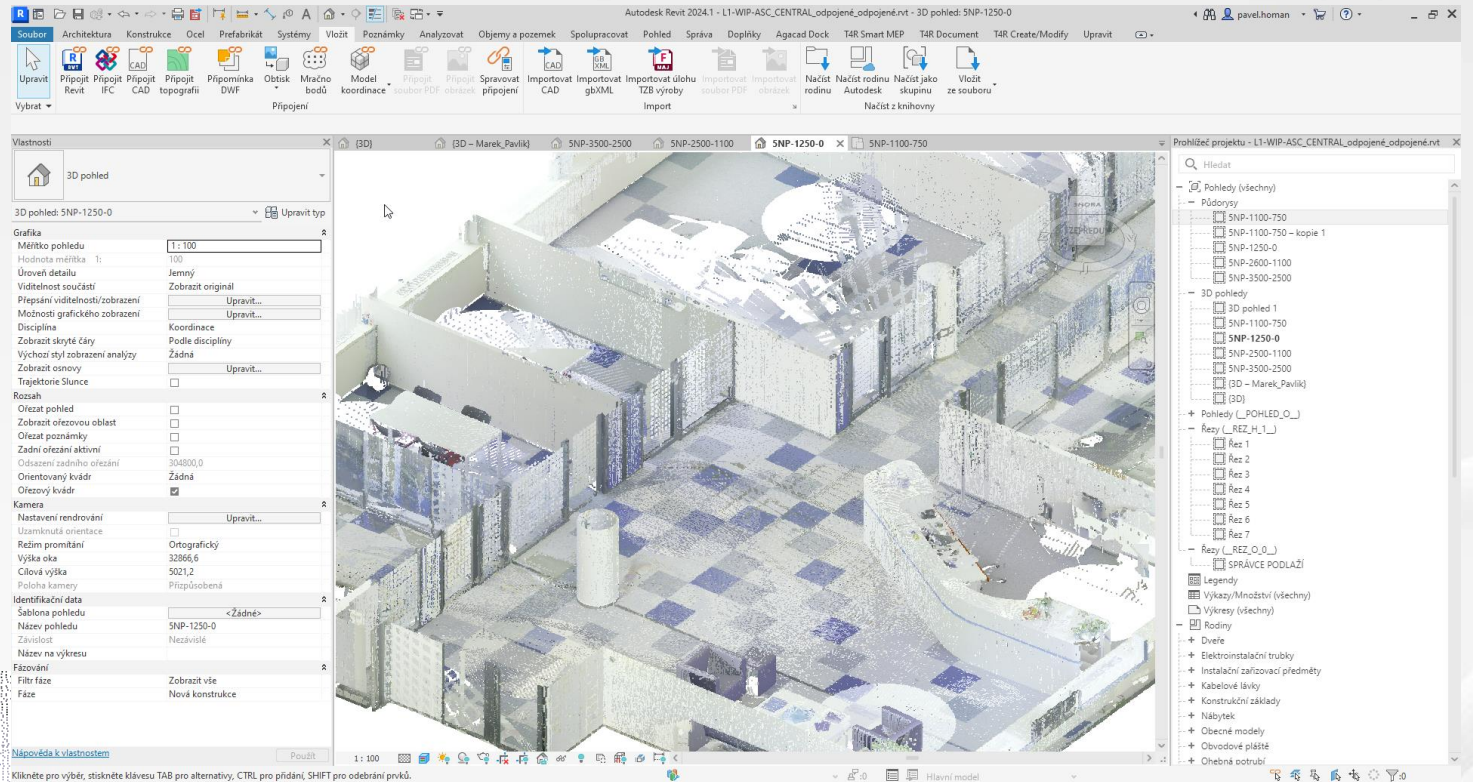 Autodesk Revit 2024.1 - L1-WIP-ASC_CENTRAL_odpojené_odpojené.rvt - 3D pohled: 5NP-1250-0
pavel.homan
Soubor Architektura Konstrukce Ocel Prefabrikát Systémy Vložit Poznámky Analyzovat Objemy a pozemek Spolupracovat Pohled Správa Doplňky Agacad Dock T4R Smart MEP T4R Document T4R Create/Modify Upravit
Upravit
Připojit Revit
Připojit IFC
Připojit CAD
Připojit topografii
Připomínka DWF
Obtisk
Mračno bodů
Model koordinace
Připojit soubor PDF
Připojit obrázek
Spravovat připojení
Importovat CAD
Importovat gbXML
Importovat úlohu TZB výroby
Importovat soubor PDF
Importovat obrázek
Načíst rodinu
Načíst rodinu Autodesk
Načíst jako skupinu
Vložit ze souboru
Vybrat
Připojení
Import
Načíst z knihovny
Vlastnosti
3D pohled
3D pohled: 5NP-1250-0
Upravit typ
Grafika
Měřítko pohledu 1 : 100
Hodnota měřítka 1: 100
Úroveň detailu Jemný
Viditelnost součástí Zobrazit originál
Přepsání viditelnosti/zobrazení Upravit...
Možnosti grafického zobrazení Upravit...
Disciplína Koordinace
Zobrazit skryté čáry Podle disciplíny
Výchozí styl zobrazení analýzy Žádná
Zobrazit osnovy Upravit...
Trajektorie Slunce
Rozsah
Ořezat pohled
Zobrazit ořezovou oblast
Ořezat poznámky
Zadní ořezání aktivní
Odsazení zadního ořezání 304800,0
Orientovaný kvádr Žádná
Ořezový kvádr
Kamera
Nastavení rendrování Upravit...
Uzamknutá orientace
Režim promítání Ortografický
Výška oka 32866,6
Cílová výška 5021,2
Poloha kamery Přizpůsobená
Identifikační data
Šablona pohledu <Žádné>
Název pohledu 5NP-1250-0
Závislost Nezávislé
Název na výkresu
Fázování
Filtr fáze Zobrazit vše
Fáze Nová konstrukce
Nápověda k vlastnostem
Použít
{3D}
{3D – Marek_Pavlik}
5NP-3500-2500
5NP-2500-1100
5NP-1250-0
5NP-1100-750
SHORA
ZEPŘEDU
1 : 100
Prohlížeč projektu - L1-WIP-ASC_CENTRAL_odpojené_odpojené.rvt
Hledat
Pohledy (všechny)
Půdorysy
5NP-1100-750
5NP-1100-750 – kopie 1
5NP-1250-0
5NP-2600-1100
5NP-3500-2500
3D pohledy
3D pohled 1
5NP-1100-750
5NP-1250-0
5NP-2500-1100
5NP-3500-2500
{3D – Marek_Pavlik}
{3D}
Pohledy (__POHLED_O__)
Řezy (__REZ_H_1__)
Řez 1
Řez 2
Řez 3
Řez 4
Řez 5
Řez 6
Řez 7
Řezy (__REZ_O_0__)
SPRÁVCE PODLAŽÍ
Legendy
Výkazy/Množství (všechny)
Výkresy (všechny)
Rodiny
Dveře
Elektroinstalační trubky
Instalační zařizovací předměty
Kabelové lávky
Konstrukční základy
Nábytek
Obecné modely
Obvodové pláště
Ohebná potrubí
Klikněte pro výběr, stiskněte klávesu TAB pro alternativy, CTRL pro přidání, SHIFT pro odebrání prvků.
:0
Hlavní model
:0